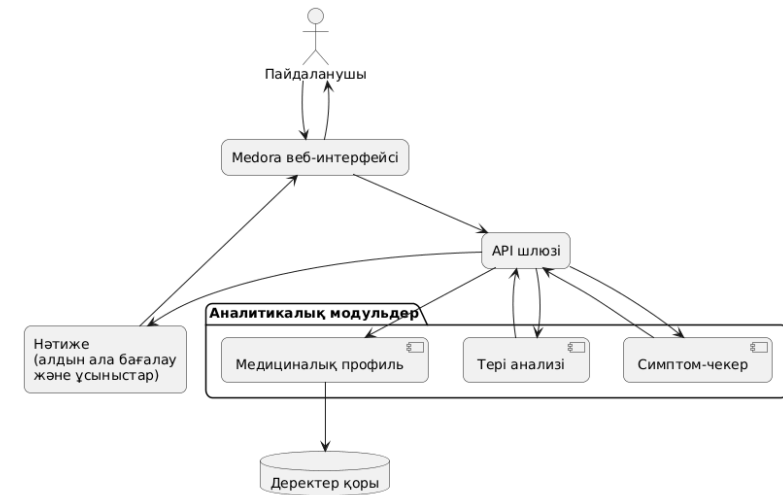 Пайдаланушы
Medora веб-интерфейсі
API шлюзі
Аналитикалық модульдер
Нәтиже
(алдын ала бағалау
және ұсыныстар)
Медициналық профиль
Тері анализі
Симптом-чекер
Деректер қоры